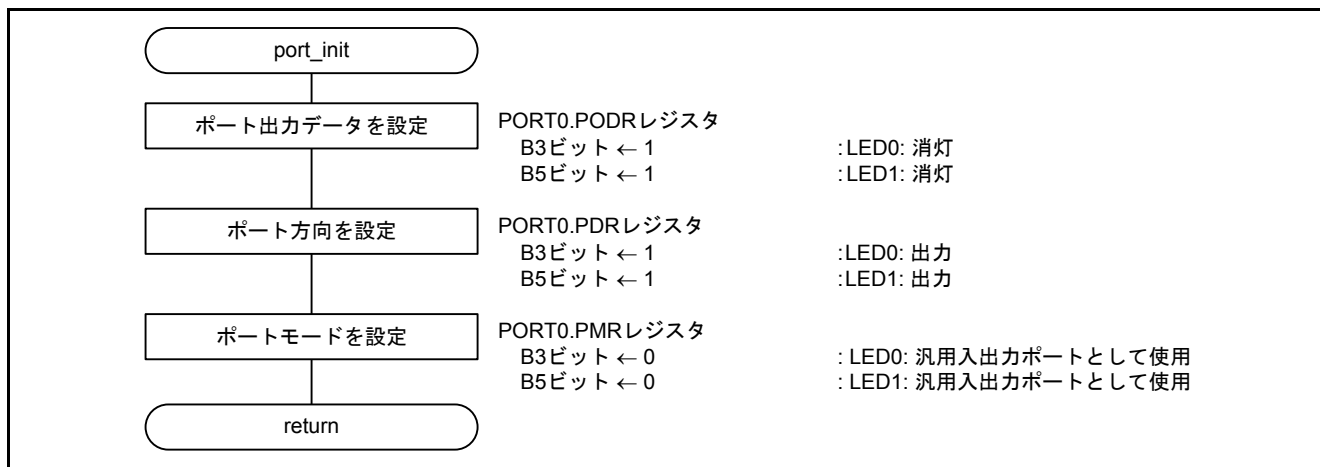 port_init
ポート出力データを設定
PORT0.PODRレジスタ
B3ビット ← 1 :LED0: 消灯
B5ビット ← 1 :LED1: 消灯
ポート方向を設定
PORT0.PDRレジスタ
B3ビット ← 1 :LED0: 出力
B5ビット ← 1 :LED1: 出力
ポートモードを設定
PORT0.PMRレジスタ
B3ビット ← 0 : LED0: 汎用入出力ポートとして使用
B5ビット ← 0 : LED1: 汎用入出力ポートとして使用
return